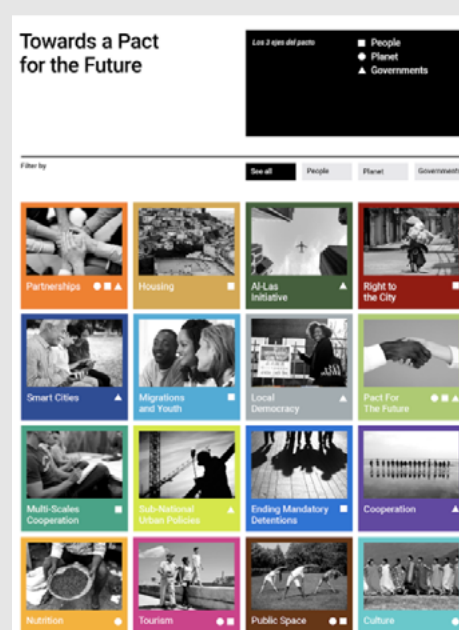 Towards a Pact
for the Future
Los 3 ejes del pacto
People
Planet
Governments
Filter by
See all
People
Planet
Governments
Partnerships
Housing
Al-Las
Initiative
Right to
the City
Smart Cities
Migrations
and Youth
Local
Democracy
Pact For
The Future
Multi-Scales
Cooperation
Sub-National
Urban Policies
Ending Mandatory
Detentions
Cooperation
Nutrition
Tourism
Public Space
Culture